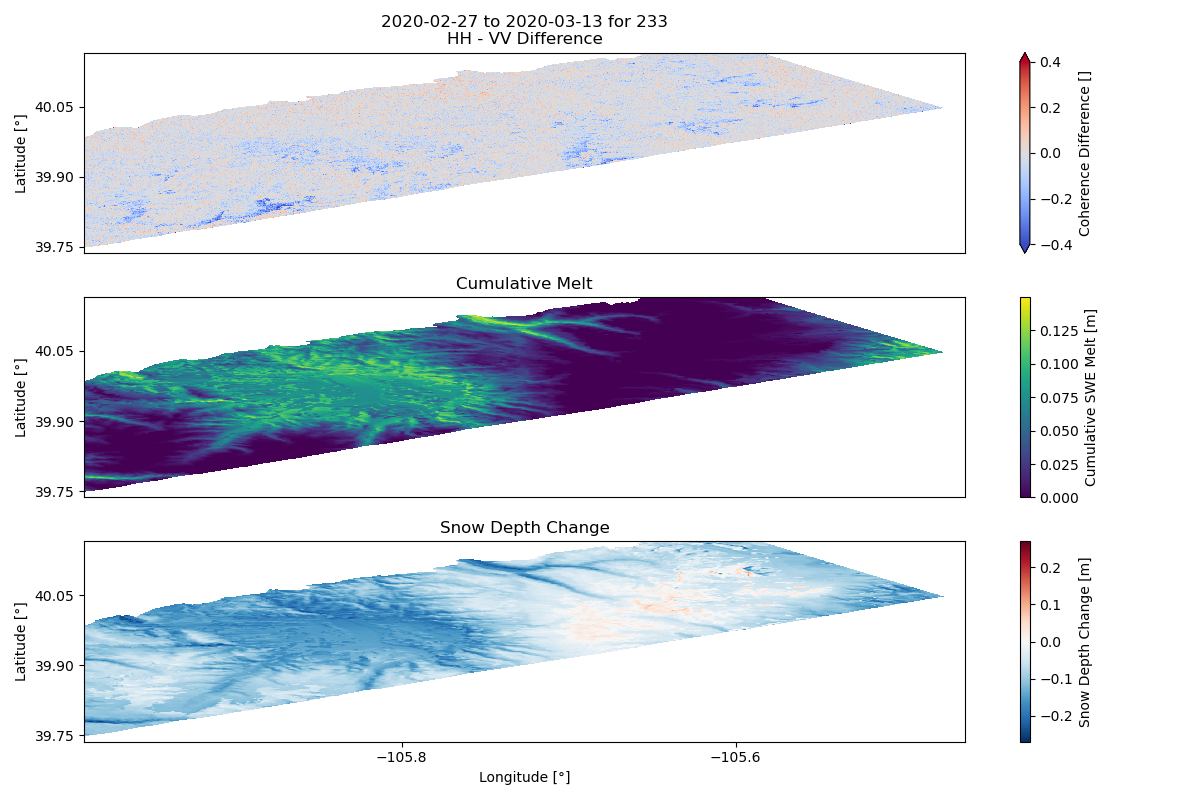 2020-02-27 to 2020-03-13 for 233
HH - VV Difference
40.05
39.90
39.75
Latitude [°]
0.4
0.2
0.0
−0.2
−0.4
Coherence Difference []
Cumulative Melt
40.05
39.90
39.75
Latitude [°]
0.125
0.100
0.075
0.050
0.025
0.000
Cumulative SWE Melt [m]
Snow Depth Change
40.05
39.90
39.75
Latitude [°]
−105.8
−105.6
Longitude [°]
0.2
0.1
0.0
−0.1
−0.2
Snow Depth Change [m]